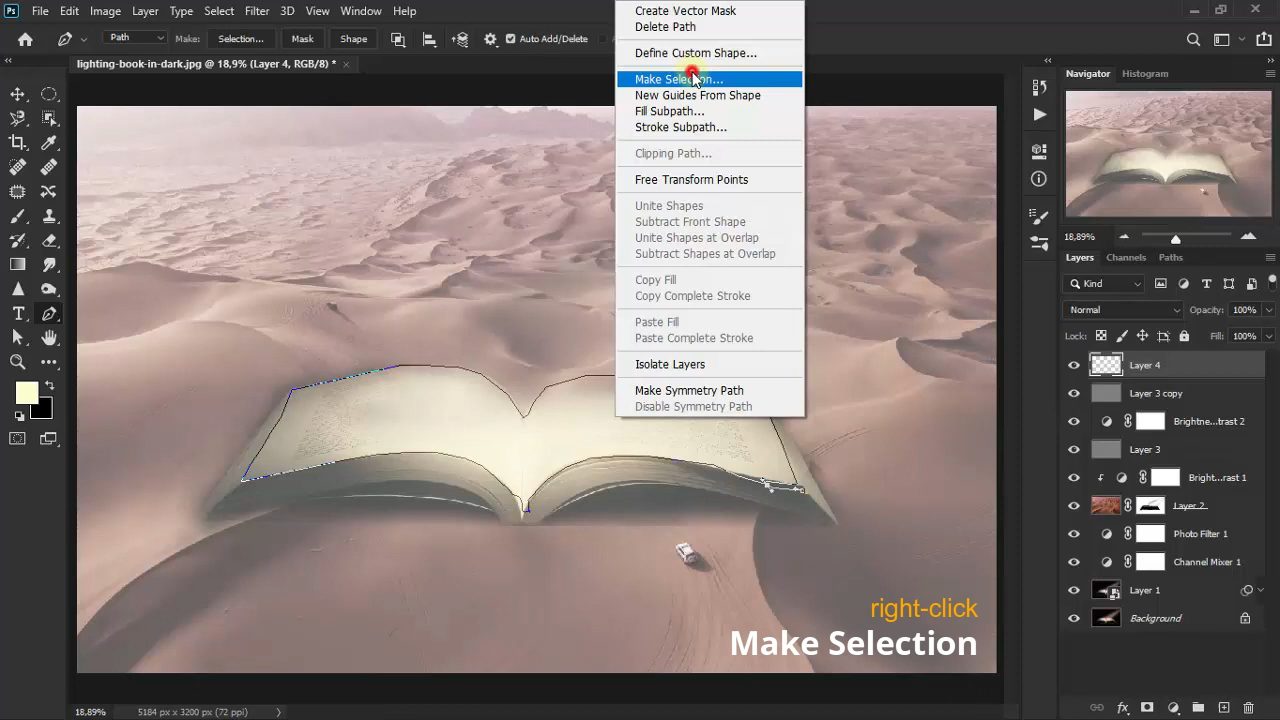 Ps File Edit Image Layer Type Select Filter 3D View Window Help
Path Make: Selection... Mask Shape Auto Add/Delete
lighting-book-in-dark.jpg @ 18,9% (Layer 4, RGB/8) *
Create Vector Mask
Delete Path
Define Custom Shape...
Make Selection...
New Guides From Shape
Fill Subpath...
Stroke Subpath...
Clipping Path...
Free Transform Points
Unite Shapes
Subtract Front Shape
Unite Shapes at Overlap
Subtract Shapes at Overlap
Copy Fill
Copy Complete Stroke
Paste Fill
Paste Complete Stroke
Isolate Layers
Make Symmetry Path
Disable Symmetry Path
Navigator Histogram
18,89%
Layers Channels Paths
Kind
Normal Opacity: 100%
Lock: Fill: 100%
Layer 4
Layer 3 copy
Brightne...trast 2
Layer 3
Bright...rast 1
Layer 2
Photo Filter 1
Channel Mixer 1
Layer 1
Background
right-click
Make Selection
18,89% 5184 px x 3200 px (72 ppi)